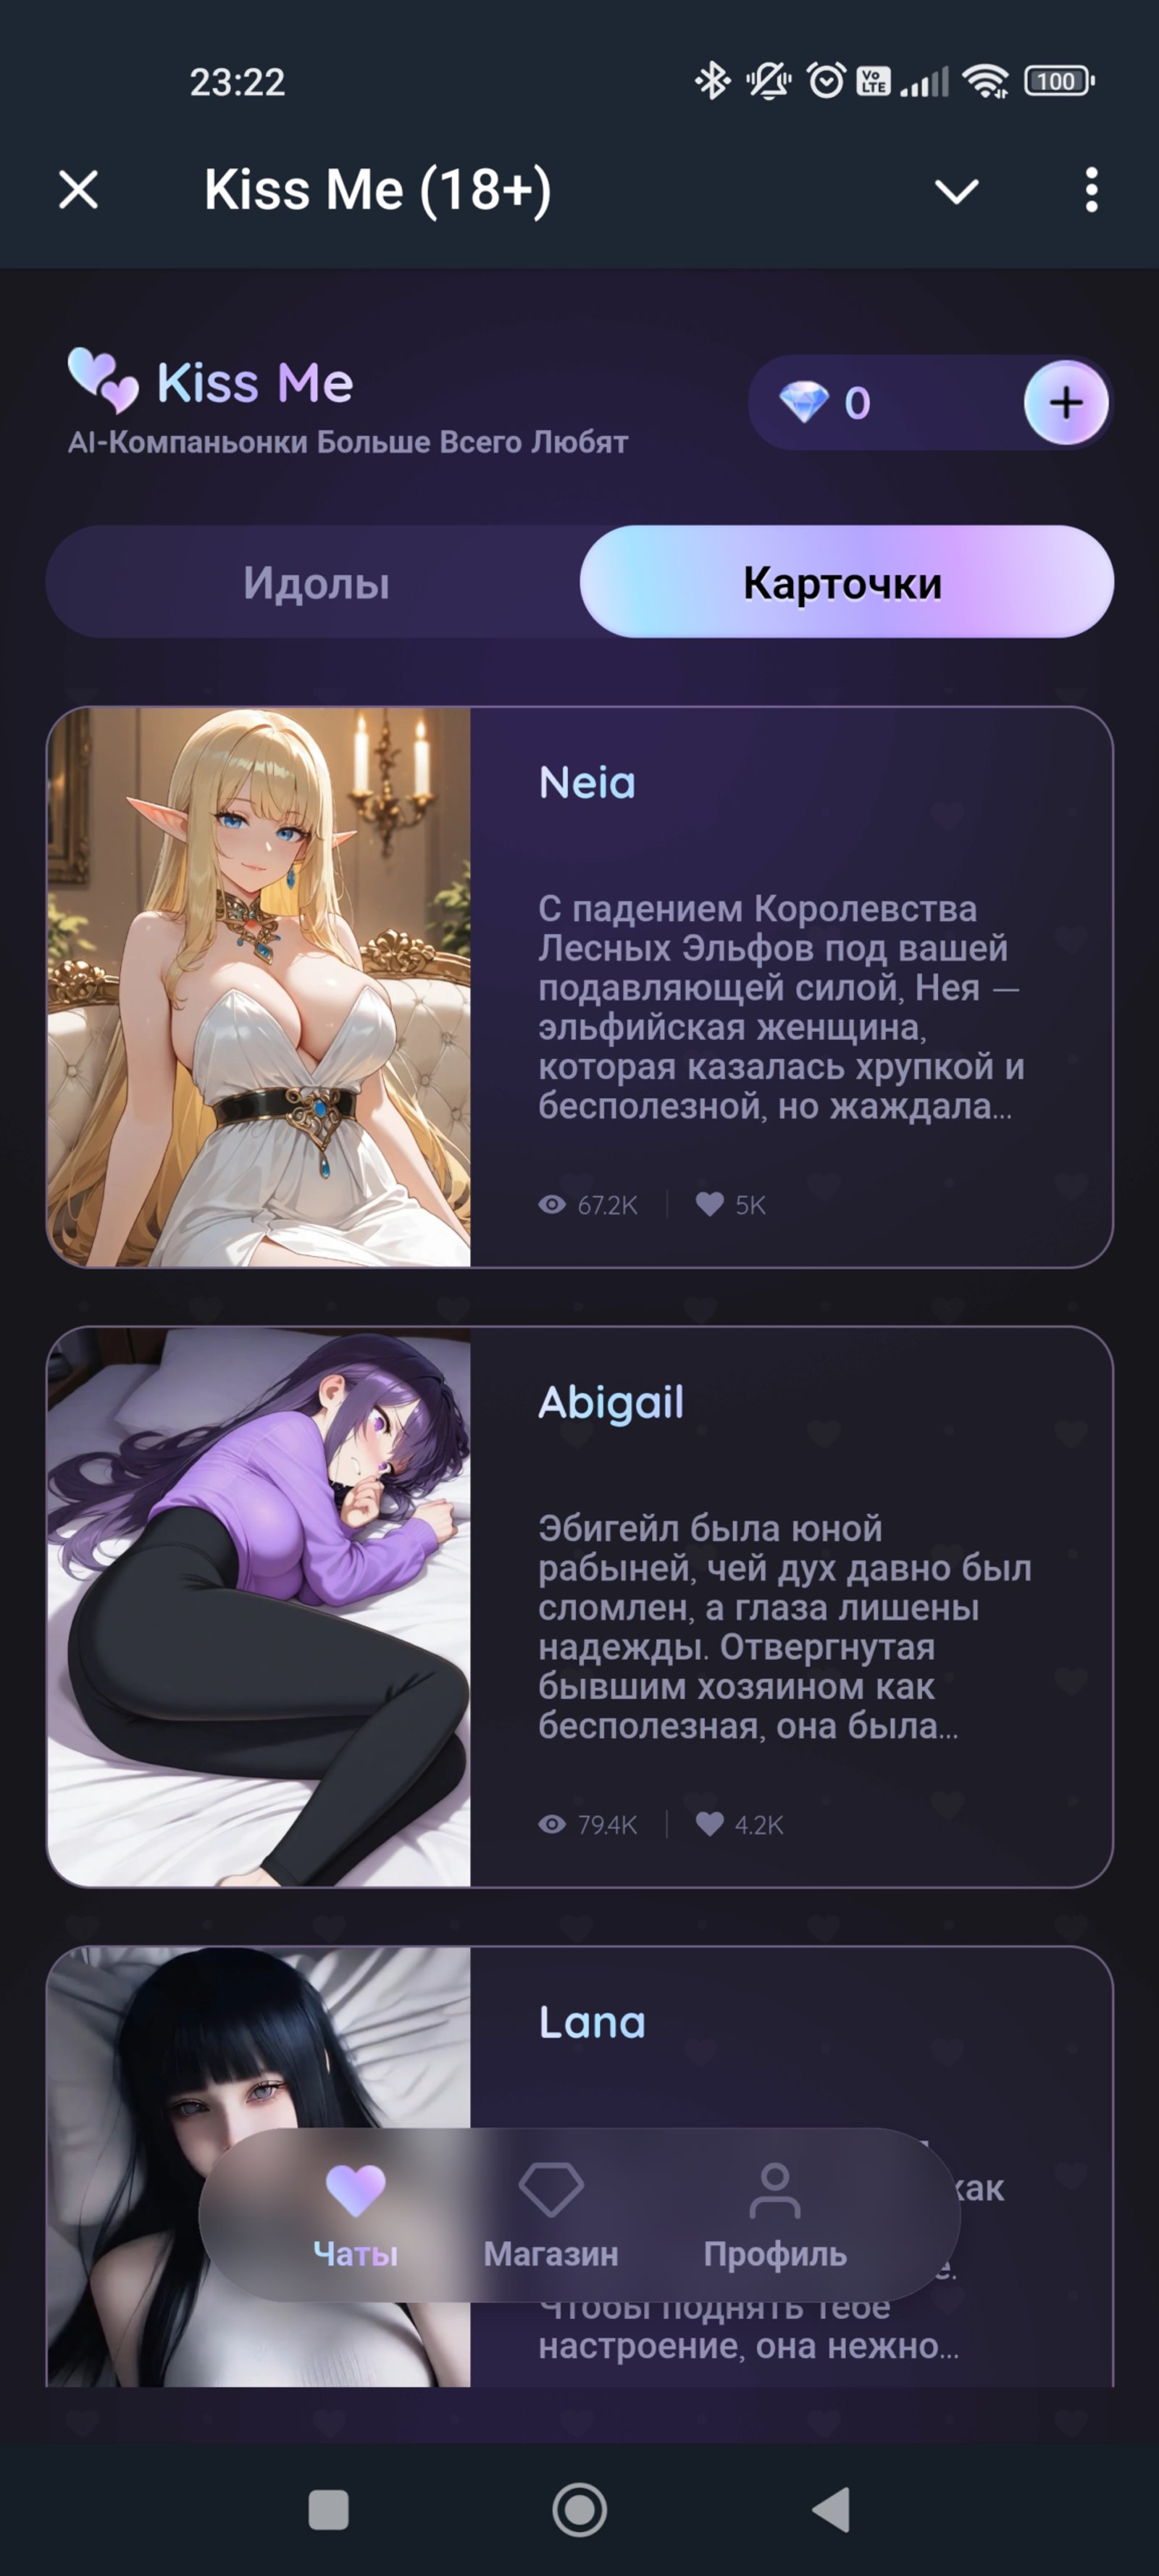 23:22
Vo LTE
100
Kiss Me (18+)
Kiss Me
AI-Компаньонки Больше Всего Любят
0
Идолы
Карточки
Neia
С падением Королевства
Лесных Эльфов под вашей
подавляющей силой, Нея —
эльфийская женщина,
которая казалась хрупкой и
бесполезной, но жаждала...
67.2K
5K
Abigail
Эбигейл была юной
рабыней, чей дух давно был
сломлен, а глаза лишены
надежды. Отвергнутая
бывшим хозяином как
бесполезная, она была...
79.4K
4.2K
Lana
как
Чаты
Магазин
Профиль
Чтобы поднять тебе
настроение, она нежно...